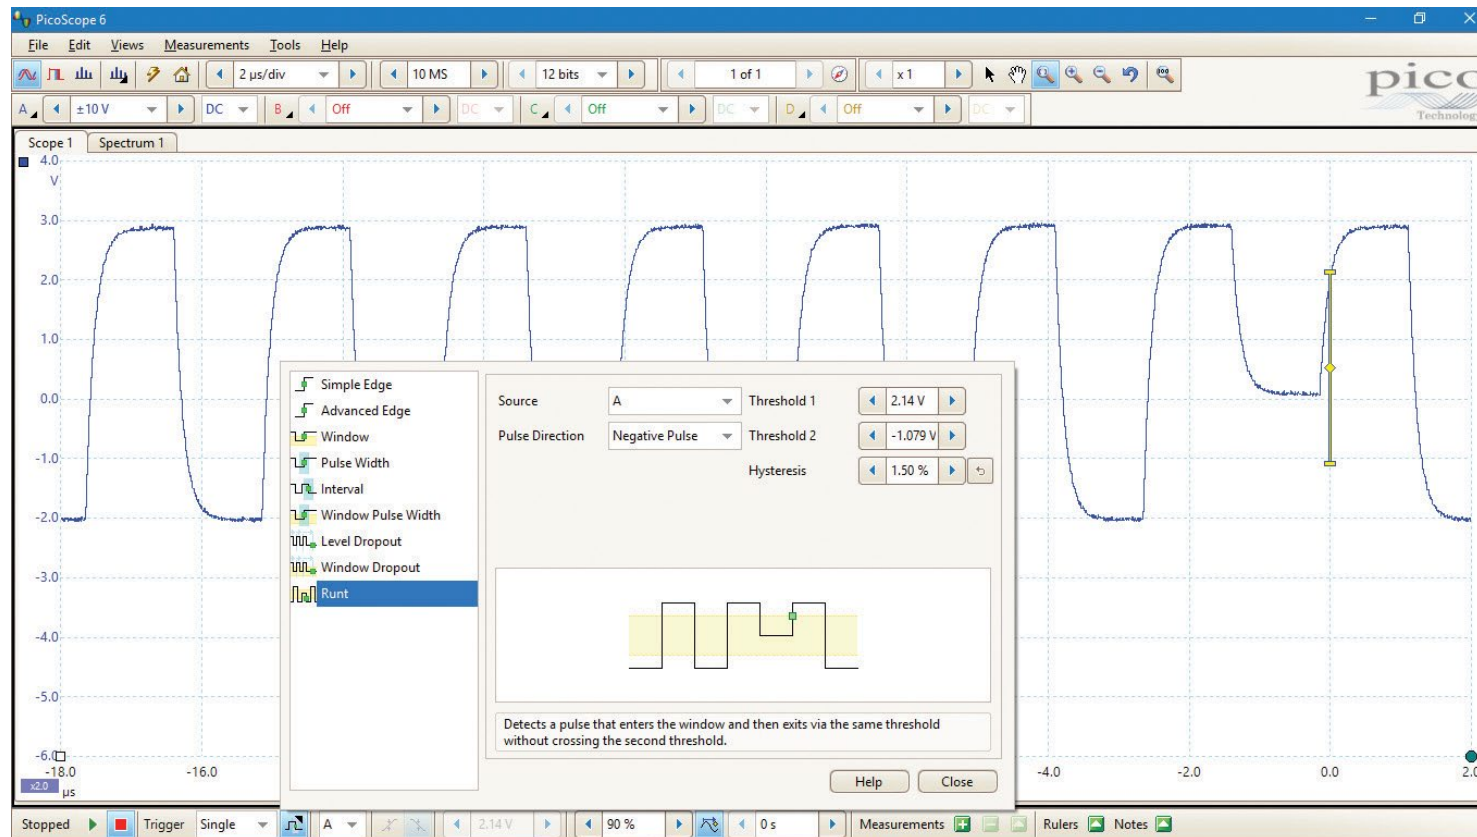 PicoScope 6
File Edit Views Measurements Tools Help
2 µs/div 10 MS 12 bits 1 of 1 x 1
A ±10 V DC B Off DC C Off DC D Off DC
pico
Technology
Scope 1 Spectrum 1
4.0
V
3.0
2.0
1.0
0.0
-1.0
-2.0
-3.0
-4.0
-5.0
-6.0
Simple Edge
Advanced Edge
Window
Pulse Width
Interval
Window Pulse Width
Level Dropout
Window Dropout
Runt
Source A Threshold 1 2.14 V
Pulse Direction Negative Pulse Threshold 2 -1.079 V
Hysteresis 1.50 %
Detects a pulse that enters the window and then exits via the same threshold
without crossing the second threshold.
Help Close
-18.0 -16.0 -4.0 -2.0 0.0 2.0
x2.0 µs
Stopped Trigger Single A 2.14 V 90 % 0 s Measurements Rulers Notes